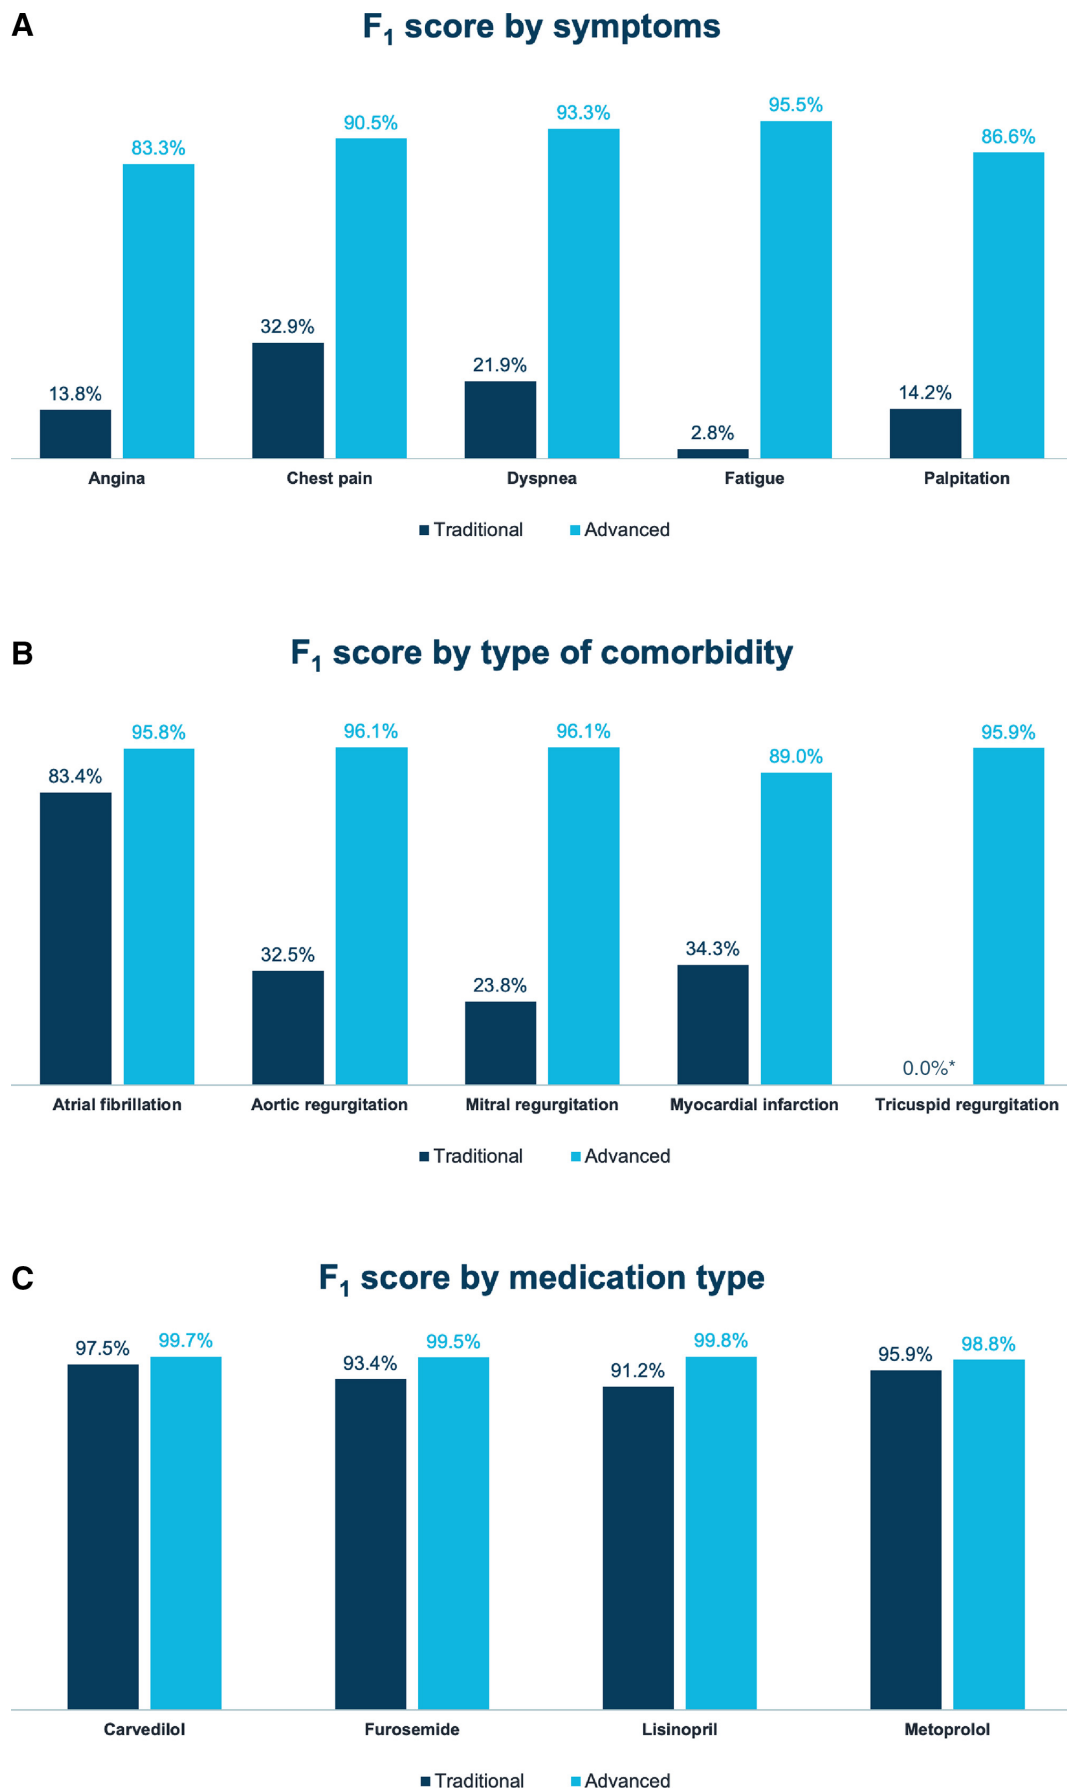 A
F1 score by symptoms
83.3%
90.5%
93.3%
95.5%
86.6%
13.8%
32.9%
21.9%
2.8%
14.2%
Angina
Chest pain
Dyspnea
Fatigue
Palpitation
Traditional
Advanced
B
F1 score by type of comorbidity
83.4%
95.8%
32.5%
96.1%
23.8%
96.1%
34.3%
89.0%
0.0%*
95.9%
Atrial fibrillation
Aortic regurgitation
Mitral regurgitation
Myocardial infarction
Tricuspid regurgitation
Traditional
Advanced
C
F1 score by medication type
97.5%
99.7%
93.4%
99.5%
91.2%
99.8%
95.9%
98.8%
Carvedilol
Furosemide
Lisinopril
Metoprolol
Traditional
Advanced